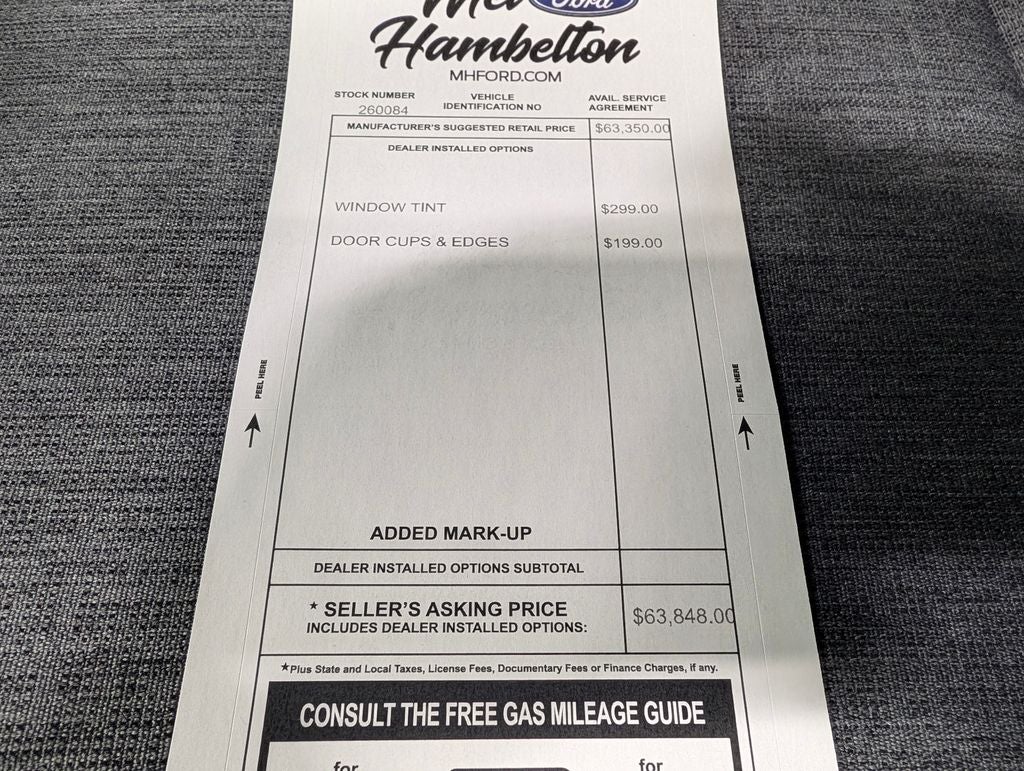 Mel Ford
Hambelton
MHFORD.COM
STOCK NUMBER
260084
VEHICLE
IDENTIFICATION NO
AVAIL. SERVICE
AGREEMENT
MANUFACTURER'S SUGGESTED RETAIL PRICE $63,350.00
DEALER INSTALLED OPTIONS
WINDOW TINT $299.00
DOOR CUPS & EDGES $199.00
PEEL HERE
PEEL HERE
ADDED MARK-UP
DEALER INSTALLED OPTIONS SUBTOTAL
★ SELLER'S ASKING PRICE
INCLUDES DEALER INSTALLED OPTIONS: $63,848.00
★Plus State and Local Taxes, License Fees, Documentary Fees or Finance Charges, if any.
CONSULT THE FREE GAS MILEAGE GUIDE
for for